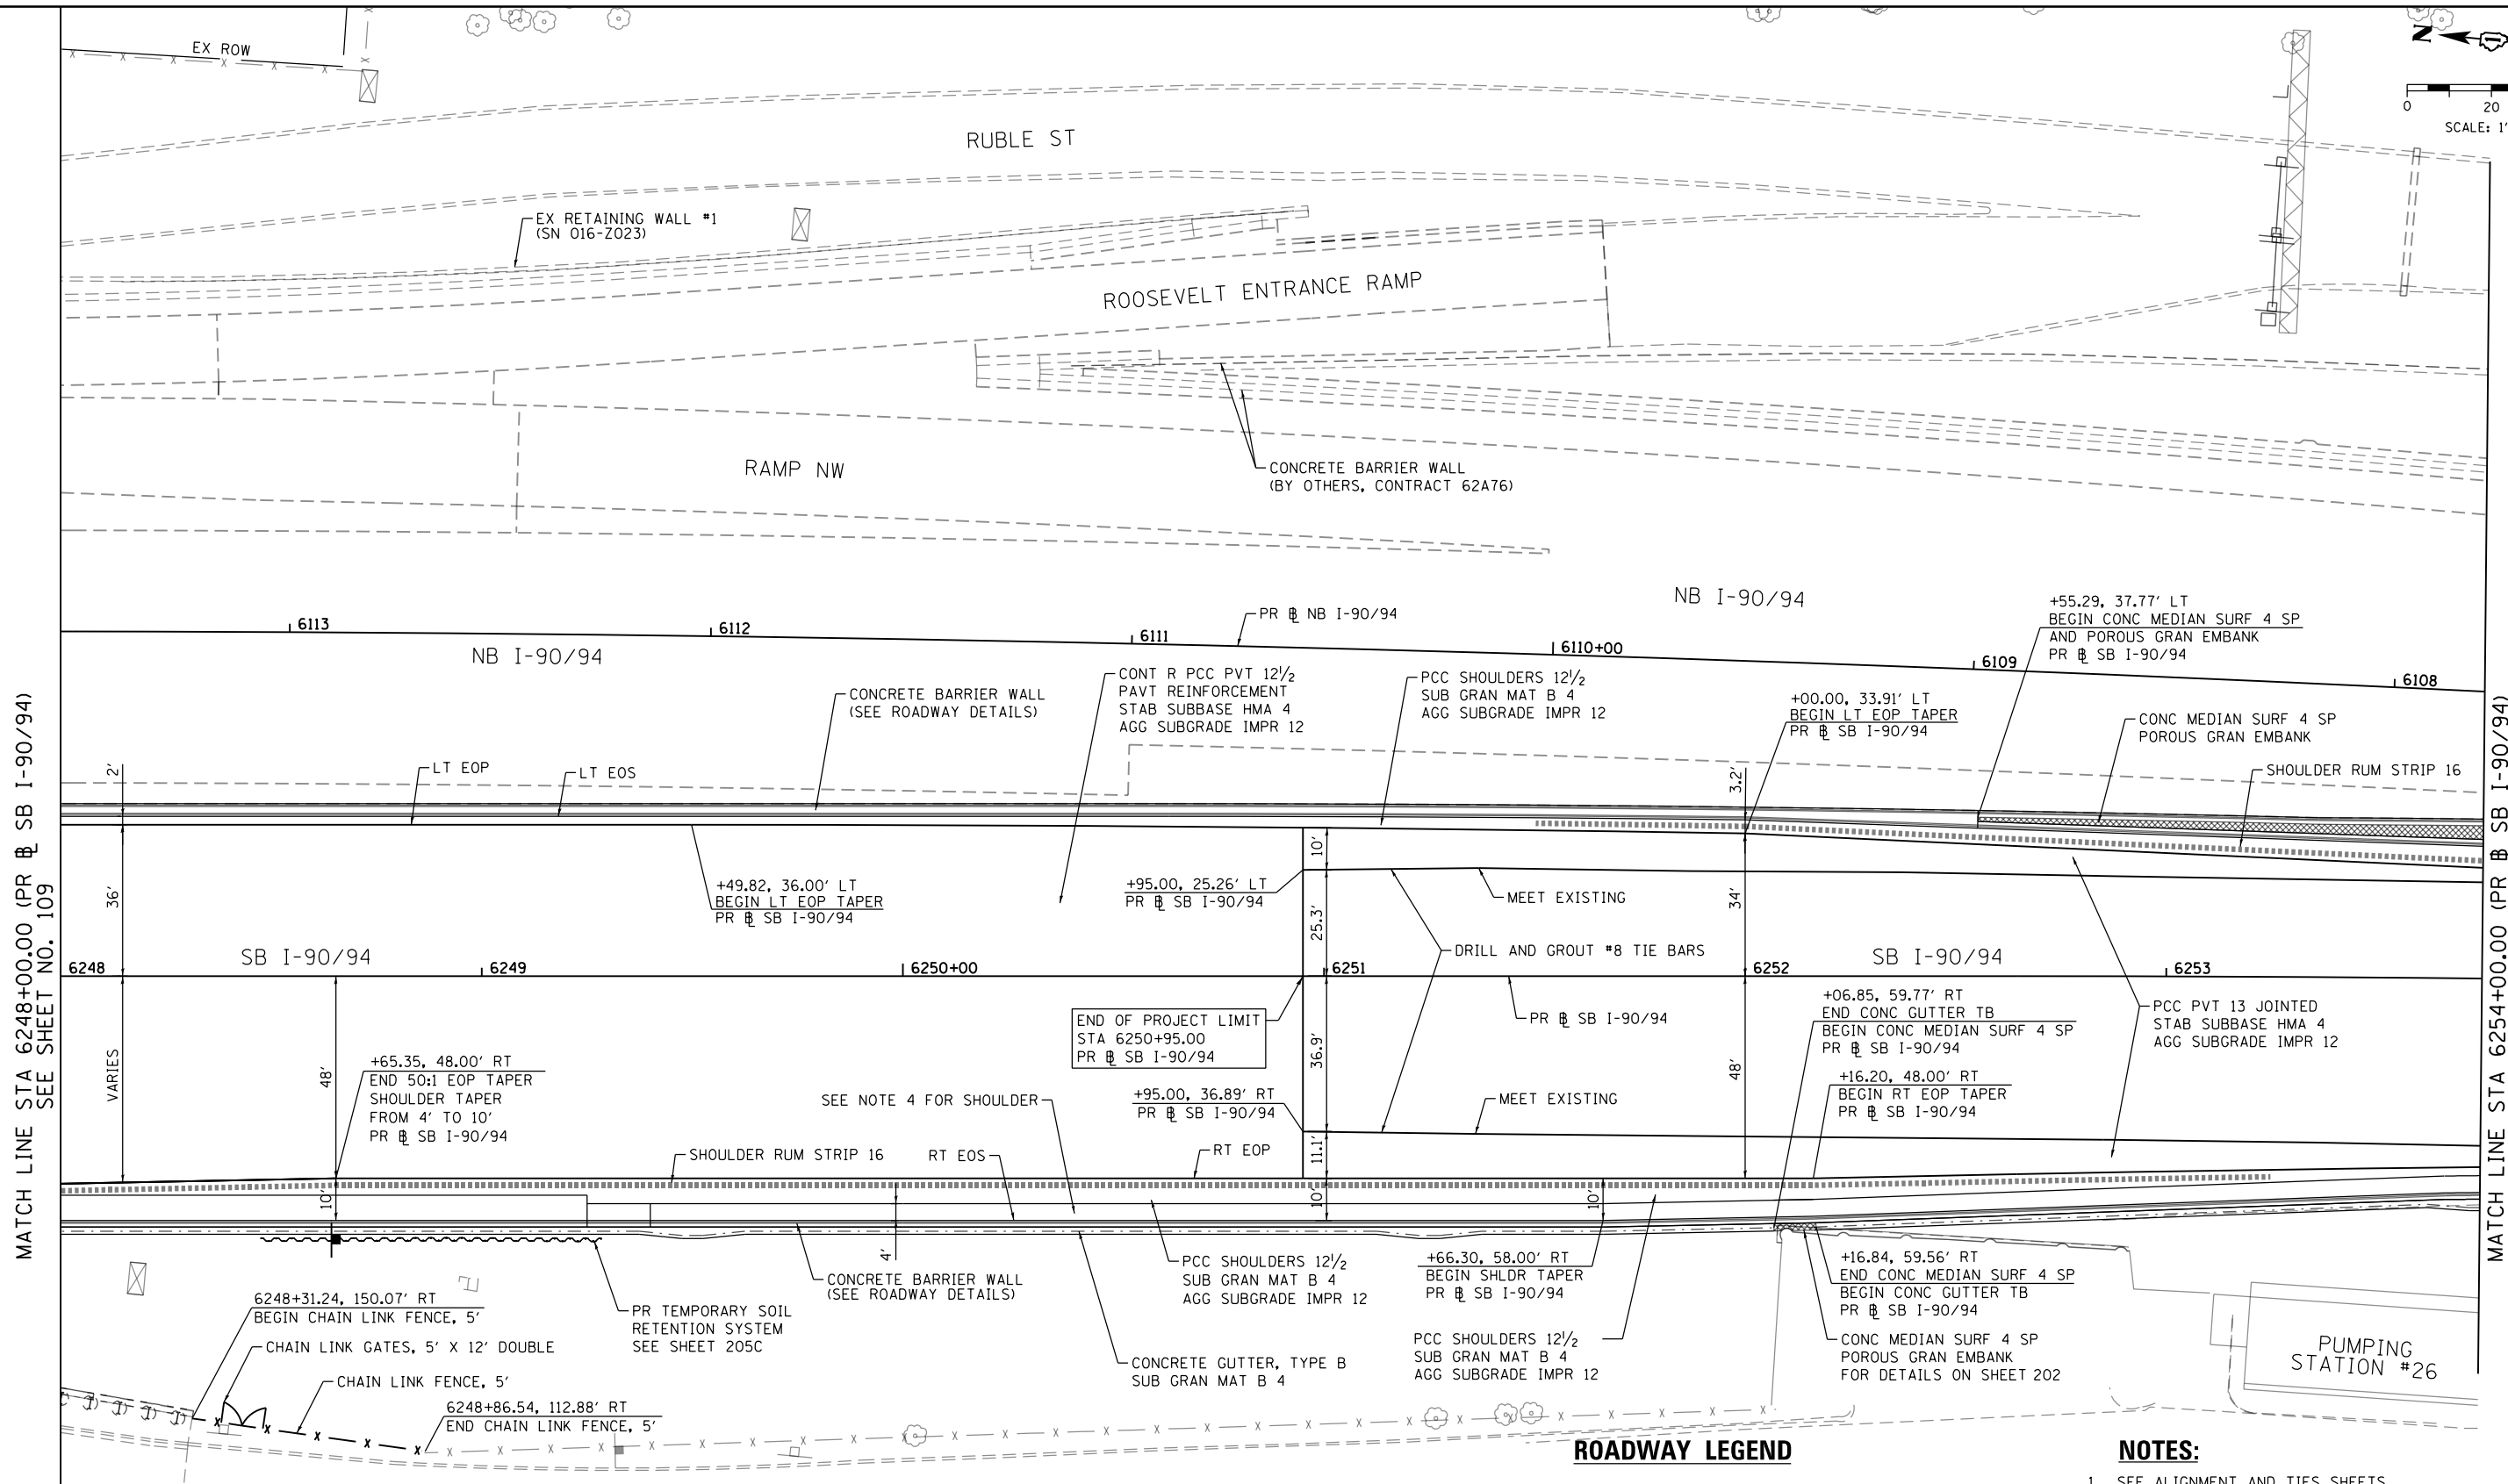 EX ROW
N
0 20
SCALE: 1'
RUBLE ST
EX RETAINING WALL #1
(SN 016-Z023)
ROOSEVELT ENTRANCE RAMP
RAMP NW
CONCRETE BARRIER WALL
(BY OTHERS, CONTRACT 62A76)
NB I-90/94
PR BL NB I-90/94
6113
6112
6111
6110+00
6109
6108
NB I-90/94
+55.29, 37.77' LT
BEGIN CONC MEDIAN SURF 4 SP
AND POROUS GRAN EMBANK
PR BL SB I-90/94
CONCRETE BARRIER WALL
(SEE ROADWAY DETAILS)
CONT R PCC PVT 12½
PAVT REINFORCEMENT
STAB SUBBASE HMA 4
AGG SUBGRADE IMPR 12
PCC SHOULDERS 12½
SUB GRAN MAT B 4
AGG SUBGRADE IMPR 12
+00.00, 33.91' LT
BEGIN LT EOP TAPER
PR BL SB I-90/94
CONC MEDIAN SURF 4 SP
POROUS GRAN EMBANK
SHOULDER RUM STRIP 16
2'
LT EOP
LT EOS
3.2'
MATCH LINE STA 6248+00.00 (PR BL SB I-90/94)
SEE SHEET NO. 109
MATCH LINE STA 6254+00.00 (PR BL SB I-90/94)
36'
+49.82, 36.00' LT
BEGIN LT EOP TAPER
PR BL SB I-90/94
+95.00, 25.26' LT
PR BL SB I-90/94
10'
25.3'
MEET EXISTING
34'
DRILL AND GROUT #8 TIE BARS
SB I-90/94
SB I-90/94
6248
6249
6250+00
6251
6252
6253
END OF PROJECT LIMIT
STA 6250+95.00
PR BL SB I-90/94
PR BL SB I-90/94
+06.85, 59.77' RT
END CONC GUTTER TB
BEGIN CONC MEDIAN SURF 4 SP
PR BL SB I-90/94
PCC PVT 13 JOINTED
STAB SUBBASE HMA 4
AGG SUBGRADE IMPR 12
VARIES
48'
+65.35, 48.00' RT
END 50:1 EOP TAPER
SHOULDER TAPER
FROM 4' TO 10'
PR BL SB I-90/94
36.9'
48'
+16.20, 48.00' RT
BEGIN RT EOP TAPER
PR BL SB I-90/94
SEE NOTE 4 FOR SHOULDER
+95.00, 36.89' RT
PR BL SB I-90/94
MEET EXISTING
SHOULDER RUM STRIP 16
RT EOS
RT EOP
11.1'
10'
10'
10'
4'
PCC SHOULDERS 12½
SUB GRAN MAT B 4
AGG SUBGRADE IMPR 12
+66.30, 58.00' RT
BEGIN SHLDR TAPER
PR BL SB I-90/94
+16.84, 59.56' RT
END CONC MEDIAN SURF 4 SP
BEGIN CONC GUTTER TB
PR BL SB I-90/94
CONCRETE BARRIER WALL
(SEE ROADWAY DETAILS)
6248+31.24, 150.07' RT
BEGIN CHAIN LINK FENCE, 5'
PR TEMPORARY SOIL
RETENTION SYSTEM
SEE SHEET 205C
CHAIN LINK GATES, 5' X 12' DOUBLE
CONCRETE GUTTER, TYPE B
SUB GRAN MAT B 4
PCC SHOULDERS 12½
SUB GRAN MAT B 4
AGG SUBGRADE IMPR 12
CONC MEDIAN SURF 4 SP
POROUS GRAN EMBANK
FOR DETAILS ON SHEET 202
PUMPING
STATION #26
CHAIN LINK FENCE, 5'
6248+86.54, 112.88' RT
END CHAIN LINK FENCE, 5'
ROADWAY LEGEND
NOTES:
1. SEE ALIGNMENT AND TIES SHEETS